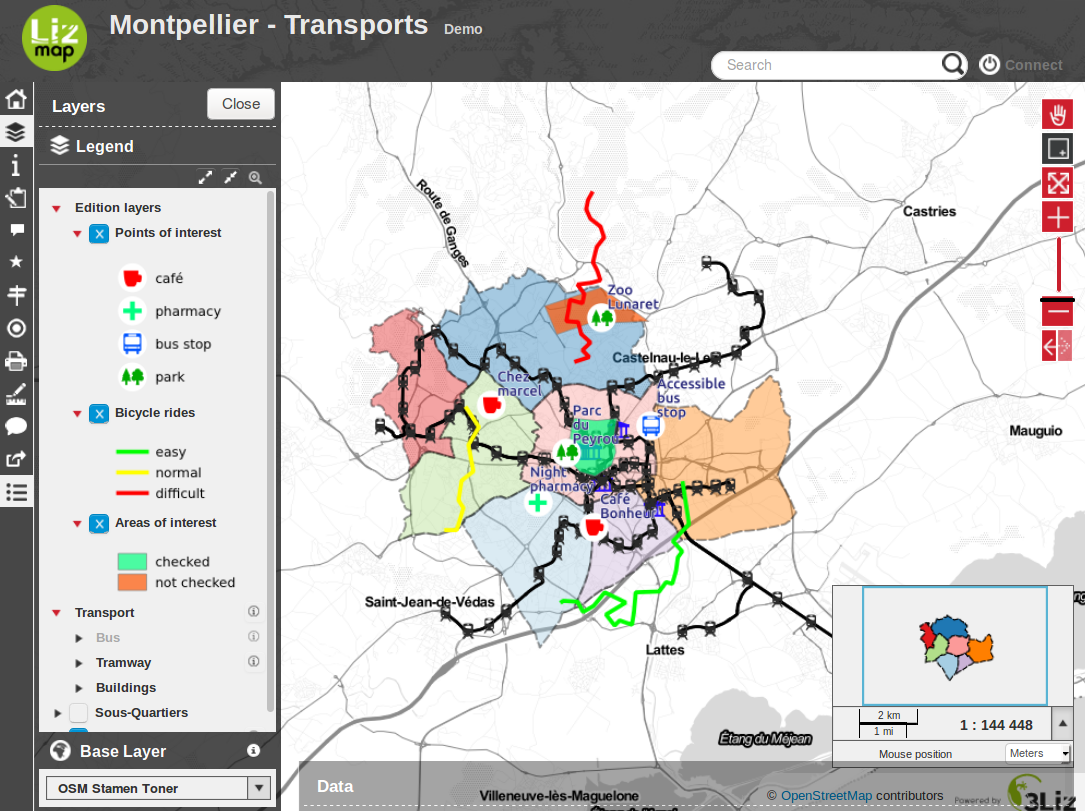 Liz
map
Montpellier - Transports Demo
Search
Connect
Layers
Close
Legend
Edition layers
Points of interest
café
pharmacy
bus stop
park
Bicycle rides
easy
normal
difficult
Areas of interest
checked
not checked
Transport
Bus
Tramway
Buildings
Sous-Quartiers
Base Layer
OSM Stamen Toner
Route de Ganges
Castries
Zoo
Lunaret
Castelnau-le-Lez
Chez
marcel
Accessible
bus
stop
Parc
du
Peyrou
Mauguio
Night
pharmacy
Café
Bonheur
Saint-Jean-de-Védas
Lattes
Étang du Méjean
2 km
1 mi
1 : 144 448
Mouse position
Meters
Data
Villeneuve-lès-Maguelone
© OpenStreetMap contributors
Powered by 3Liz